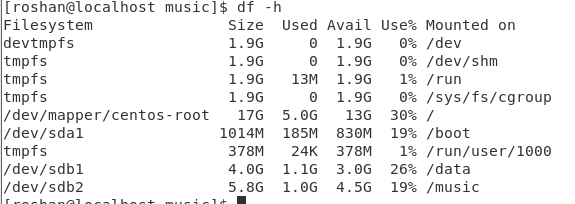 [roshan@localhost music]$ df -h
Filesystem Size Used Avail Use% Mounted on
devtmpfs 1.9G 0 1.9G 0% /dev
tmpfs 1.9G 0 1.9G 0% /dev/shm
tmpfs 1.9G 13M 1.9G 1% /run
tmpfs 1.9G 0 1.9G 0% /sys/fs/cgroup
/dev/mapper/centos-root 17G 5.0G 13G 30% /
/dev/sda1 1014M 185M 830M 19% /boot
tmpfs 378M 24K 378M 1% /run/user/1000
/dev/sdb1 4.0G 1.1G 3.0G 26% /data
/dev/sdb2 5.8G 1.0G 4.5G 19% /music
[roshan@localhost music]$